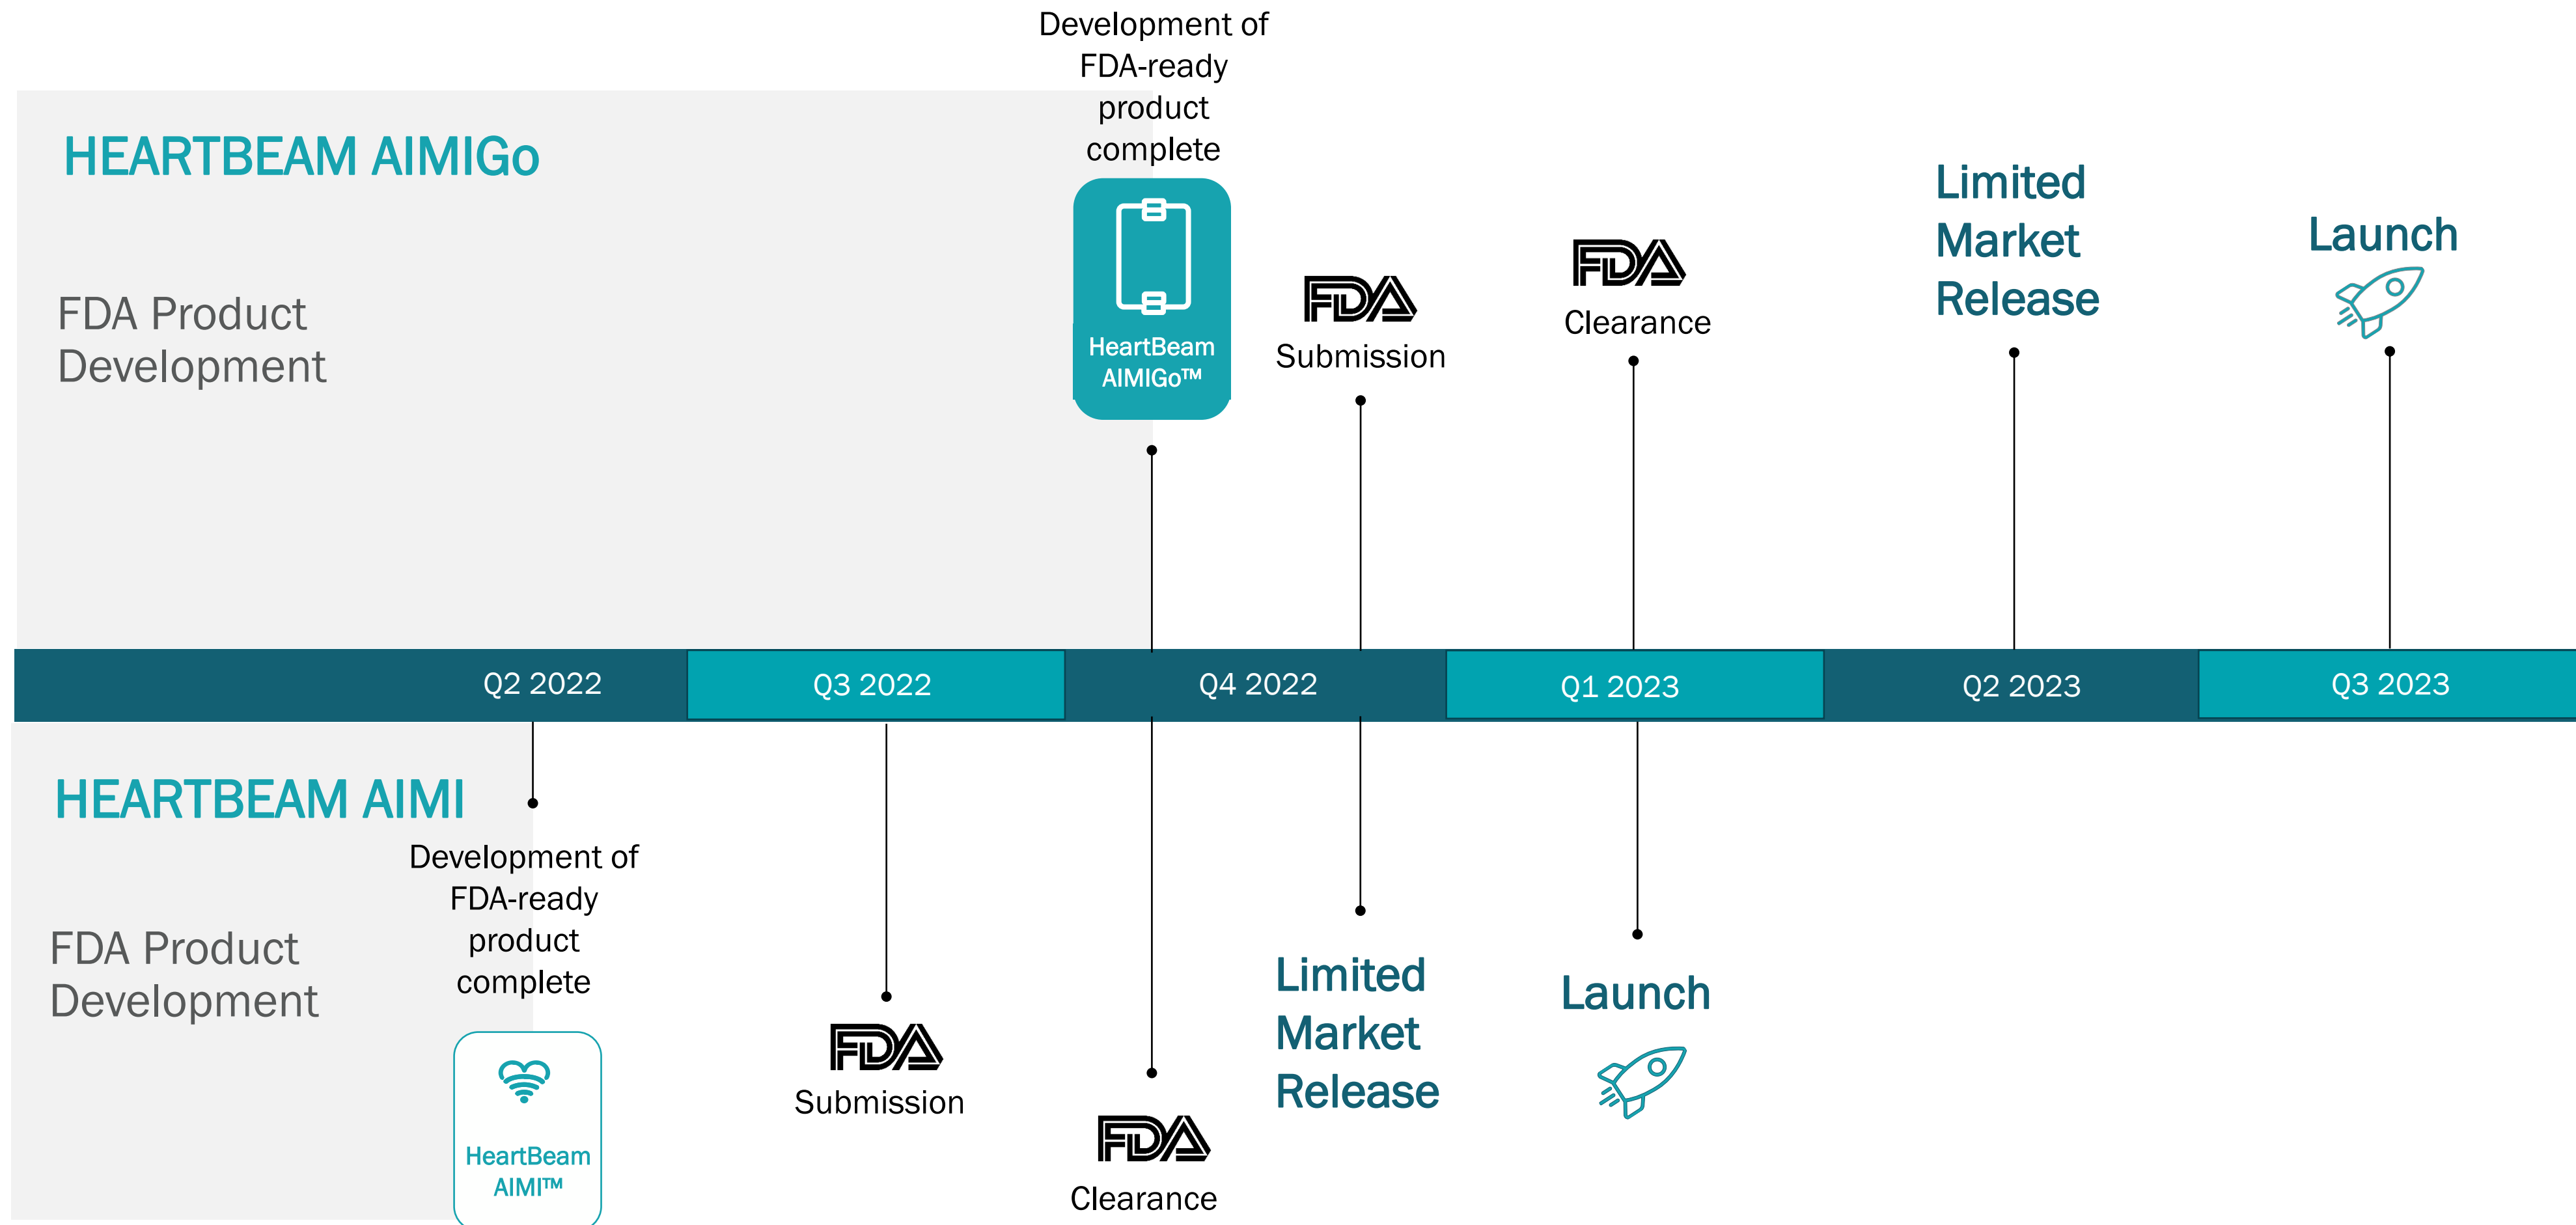 Development of
FDA-ready
product
complete
HEARTBEAM AIMIGo
FDA Product
Development
HeartBeam
AIMIGo™
FDA
Submission
FDA
Clearance
Limited
Market
Release
Launch
Q2 2022
Q3 2022
Q4 2022
Q1 2023
Q2 2023
Q3 2023
HEARTBEAM AIMI
FDA Product
Development
Development of
FDA-ready
product
complete
HeartBeam
AIMI™
FDA
Submission
FDA
Clearance
Limited
Market
Release
Launch